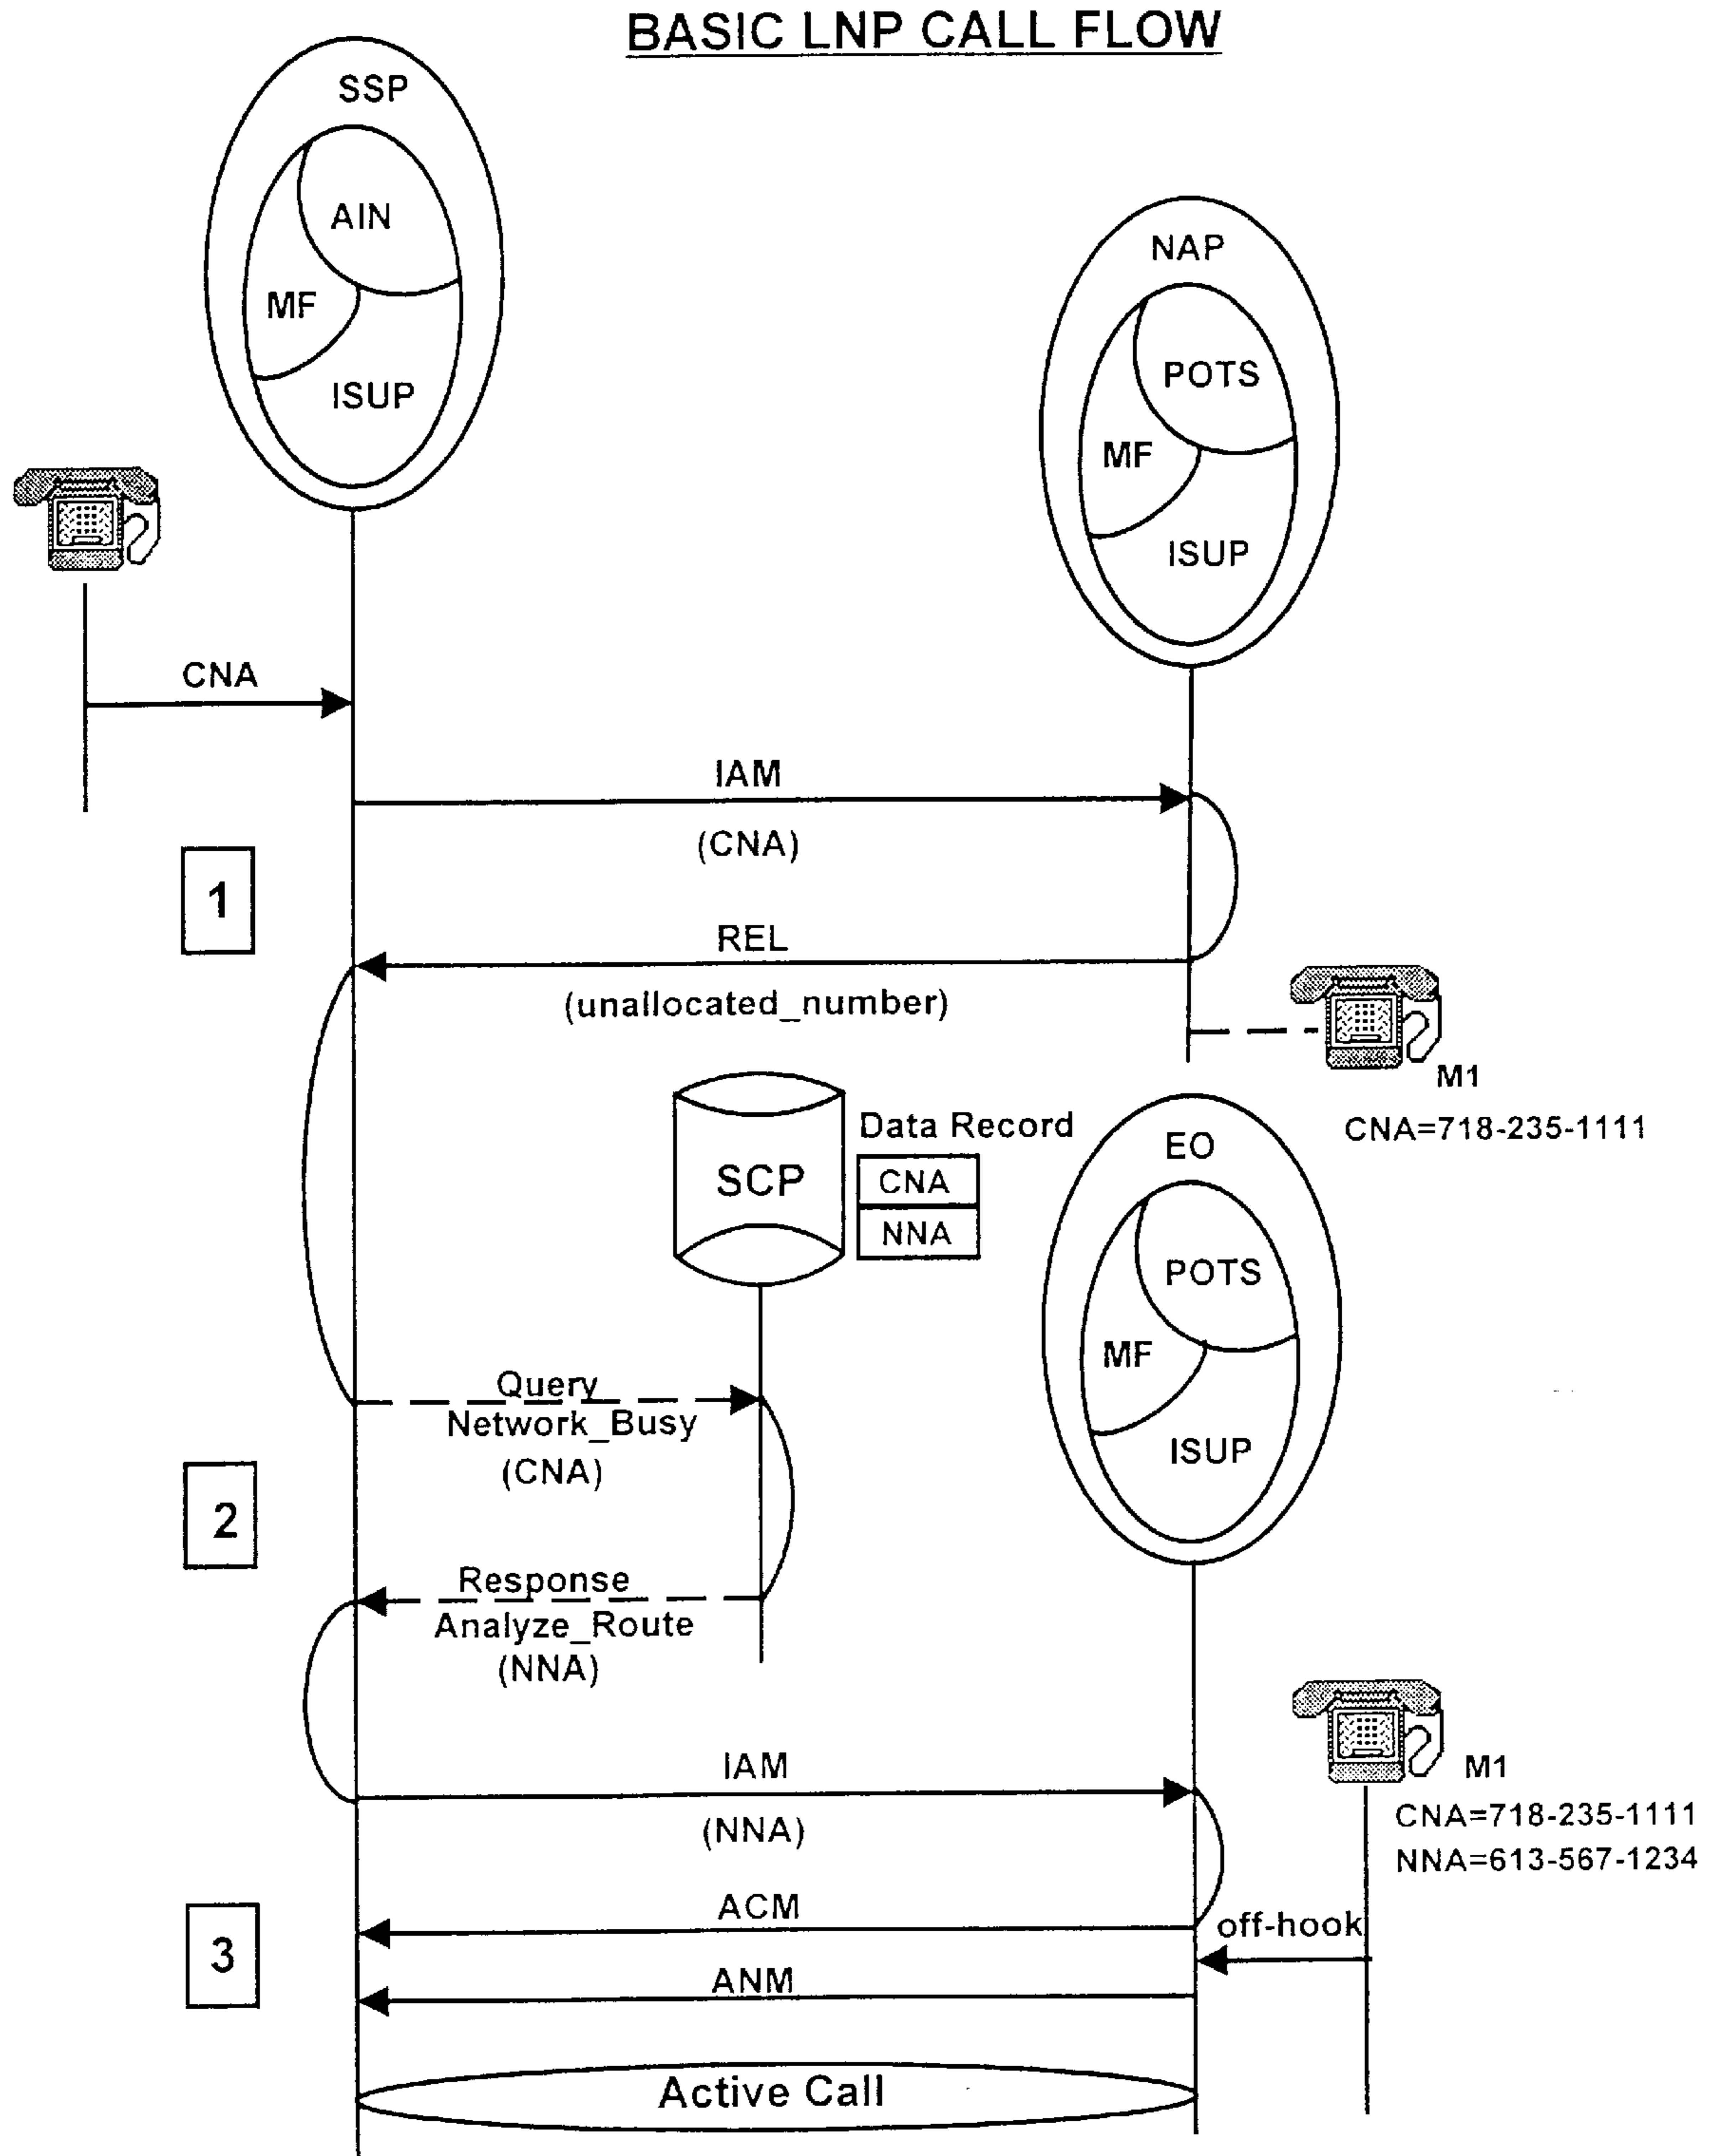 BASIC LNP CALL FLOW
SSP
AIN
MF
ISUP
NAP
POTS
MF
ISUP
CNA
IAM
(CNA)
1
REL
(unallocated_number)
M1
CNA=718-235-1111
SCP
Data Record
CNA
NNA
EO
POTS
MF
ISUP
Query
Network_Busy
(CNA)
2
Response
Analyze_Route
(NNA)
IAM
(NNA)
M1
CNA=718-235-1111
NNA=613-567-1234
ACM
off-hook
3
ANM
Active Call